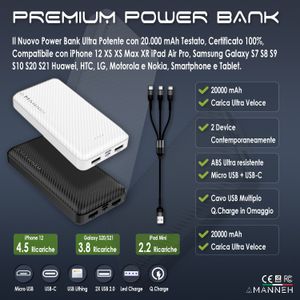 PREMIUM POWER BANK
Il Nuovo Power Bank Ultra Potente con 20.000 mAh Testato, Certificato 100%,
Compatibile con iPhone 12 XS XS Max XR iPad Air Pro, Samsung Galaxy S7 S8 S9
S10 S20 S21 Huawei, HTC, LG, Motorola e Nokia, Smartphone e Tablet.
20000 mAh
Carica Ultra Veloce
2 Device
Contemporaneamente
ABS Ultra resistente
Micro USB + USB-C
Cavo USB Multiplo
Q.Charge in Omaggio
20000 mAh
Carica Ultra Veloce
MANNEH
MANNEH
iPhone 12
4.5
Ricariche
Galaxy S20/S21
3.8
Ricariche
iPad Mini
2.2
Ricariche
Micro USB
USB-C
USB Lithing
2X USB 2.0
Led Charge
Q.Charge
CE
MANNEH